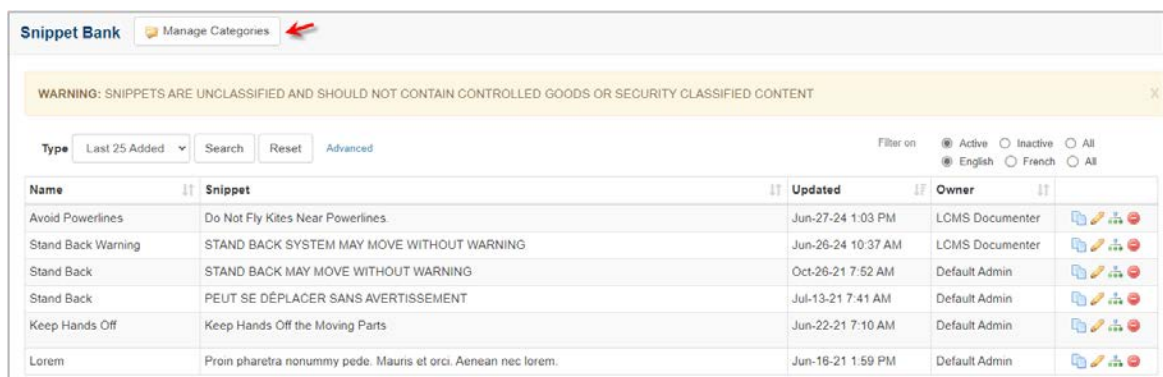 Snippet Bank Manage Categories
WARNING: SNIPPETS ARE UNCLASSIFIED AND SHOULD NOT CONTAIN CONTROLLED GOODS OR SECURITY CLASSIFIED CONTENT X
Type Last 25 Added Search Reset Advanced Filter on Active Inactive All
English French All
Name Snippet Updated Owner
Avoid Powerlines Do Not Fly Kites Near Powerlines. Jun-27-24 1:03 PM LCMS Documenter
Stand Back Warning STAND BACK SYSTEM MAY MOVE WITHOUT WARNING Jun-26-24 10:37 AM LCMS Documenter
Stand Back STAND BACK MAY MOVE WITHOUT WARNING Oct-26-21 7:52 AM Default Admin
Stand Back PEUT SE DÉPLACER SANS AVERTISSEMENT Jul-13-21 7:41 AM Default Admin
Keep Hands Off Keep Hands Off the Moving Parts Jun-22-21 7:10 AM Default Admin
Lorem Proin pharetra nonummy pede. Mauris et orci. Aenean nec lorem. Jun-16-21 1:59 PM Default Admin